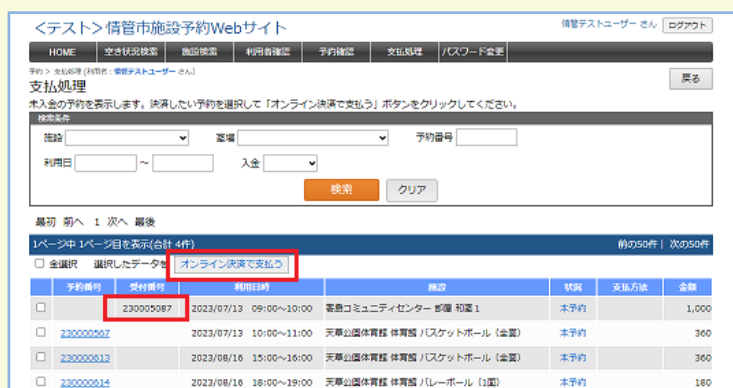 <テスト>情管市施設予約Webサイト
情管テストユーザー さん ログアウト
HOME 空き状況検索 施設検索 利用者確認 予約確認 支払処理 パスワード変更
予約 > 支払処理 [利用者：情管テストユーザー さん]
支払処理
戻る
未入金の予約を表示します。決済したい予約を選択して「オンライン決済で支払う」ボタンをクリックしてください。
検索条件
施設 斎場 予約番号
利用日 ～ 入金
検索 クリア
最初 前へ 1 次へ 最後
1ページ中 1ページ目を表示(合計 4件) 前の50件 | 次の50件
全選択 選択したデータを オンライン決済で支払う
予約番号 受付番号 利用日時 施設 状況 支払方法 金額
230005087 2023/07/13 09:00～10:00 コミュニティセンター 部屋 和室１ 本予約 1,000
230000567 2023/07/13 10:00～11:00 天草公園体育館 体育館 バスケットボール（全面） 本予約 360
230000613 2023/08/16 15:00～16:00 天草公園体育館 体育館 バスケットボール（全面） 本予約 360
230000614 2023/08/16 18:00～19:00 天草公園体育館 体育館 バレーボール（1面） 本予約 180